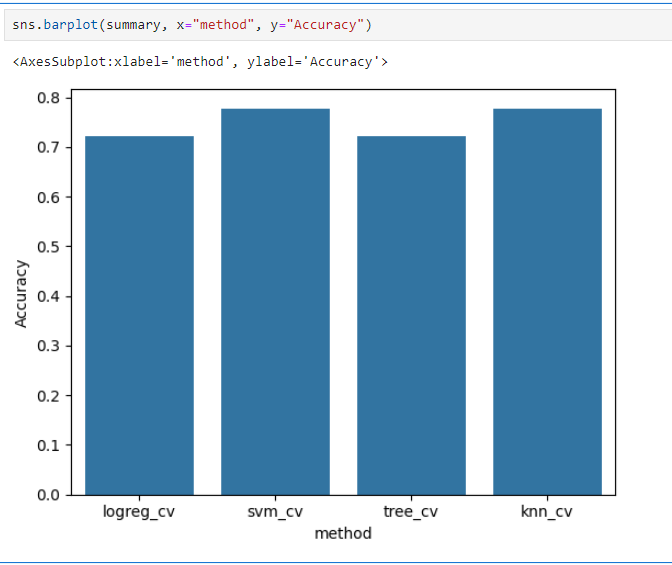 sns.barplot(summary, x="method", y="Accuracy")
<AxesSubplot:xlabel='method', ylabel='Accuracy'>
0.8
0.7
0.6
0.5
0.4
0.3
0.2
0.1
0.0
Accuracy
logreg_cv svm_cv tree_cv knn_cv
method